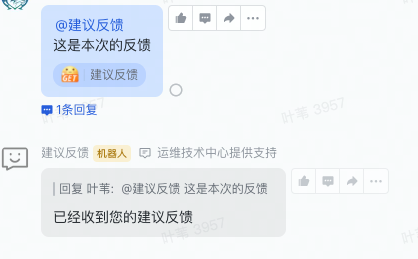 @建议反馈
这是本次的反馈
GET 建议反馈
1条回复
叶苇 3957
建议反馈 机器人 运维技术中心提供支持
回复 叶苇: @建议反馈 这是本次的反馈
已经收到您的建议反馈
叶苇 3957